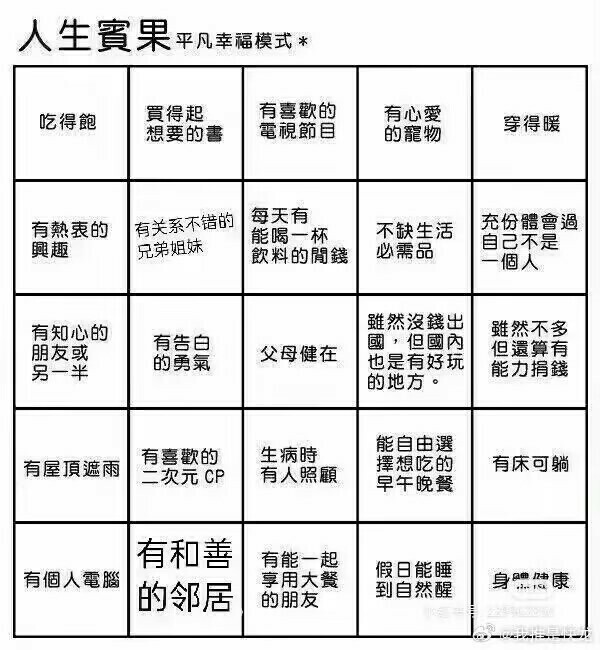 人生賓果 平凡幸福模式*
吃得飽
買得起
想要的書
有喜歡的
電視節目
有心愛
的寵物
穿得暖
有熱衷的
興趣
有关系不错的
兄弟姐妹
每天有
能喝一杯
飲料的閒錢
不缺生活
必需品
充份體會過
自己不是
一個人
有知心的
朋友或
另一半
有告白
的勇氣
父母健在
雖然沒錢出
國，但國內
也是有好玩
的地方。
雖然不多
但還算有
能力捐錢
有屋頂遮雨
有喜歡的
二次元CP
生病時
有人照顧
能自由選
擇想吃的
早午晚餐
有床可躺
有個人電腦
有和善
的邻居
有能一起
享用大餐
的朋友
假日能睡
到自然醒
身體健康